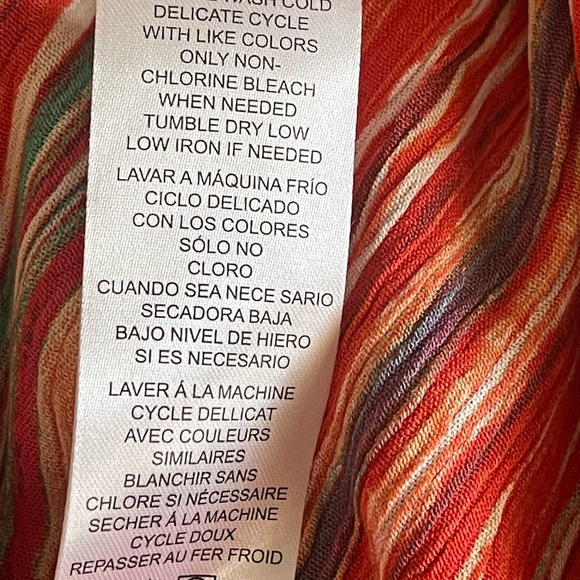 WASH COLD
DELICATE CYCLE
WITH LIKE COLORS
ONLY NON-
CHLORINE BLEACH
WHEN NEEDED
TUMBLE DRY LOW
LOW IRON IF NEEDED
LAVAR A MÁQUINA FRÍO
CICLO DELICADO
CON LOS COLORES
SÓLO NO
CLORO
CUANDO SEA NECE SARIO
SECADORA BAJA
BAJO NIVEL DE HIERO
SI ES NECESARIO
LAVER Á LA MACHINE
CYCLE DELLICAT
AVEC COULEURS
SIMILAIRES
BLANCHIR SANS
CHLORE SI NÉCESSAIRE
SECHER Á LA MACHINE
CYCLE DOUX
REPASSER AU FER FROID